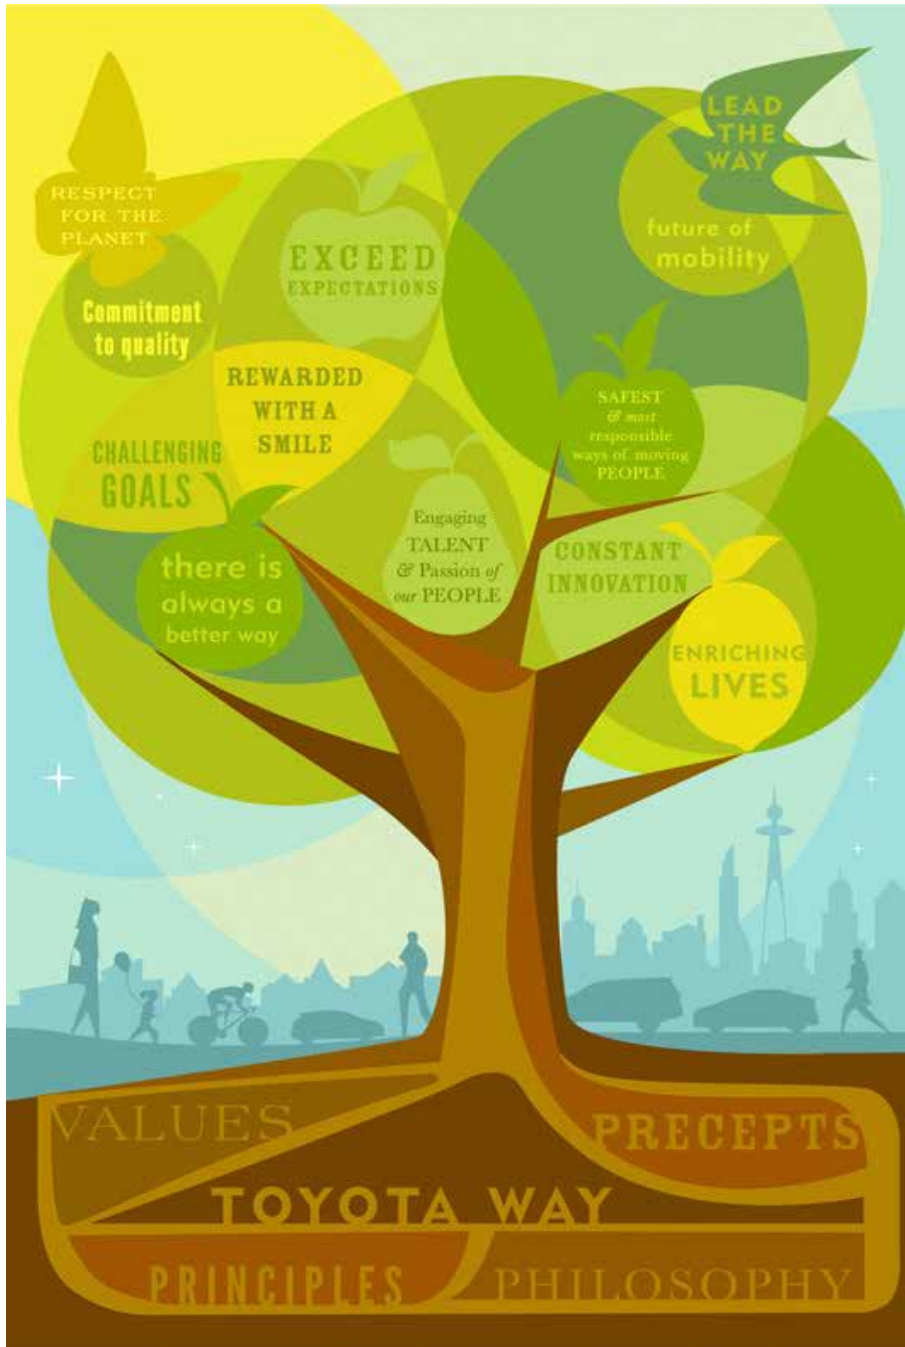 LEAD
THE
WAY
RESPECT
FOR THE
PLANET
future of
mobility
EXCEED
EXPECTATIONS
Commitment
to quality
REWARDED
WITH A
SMILE
SAFEST
& most
responsible
ways of moving
PEOPLE
CHALLENGING
GOALS
Engaging
TALENT
& Passion of
our PEOPLE
CONSTANT
INNOVATION
there is
always a
better way
ENRICHING
LIVES
VALUES
PRECEPTS
TOYOTA WAY
PRINCIPLES
PHILOSOPHY